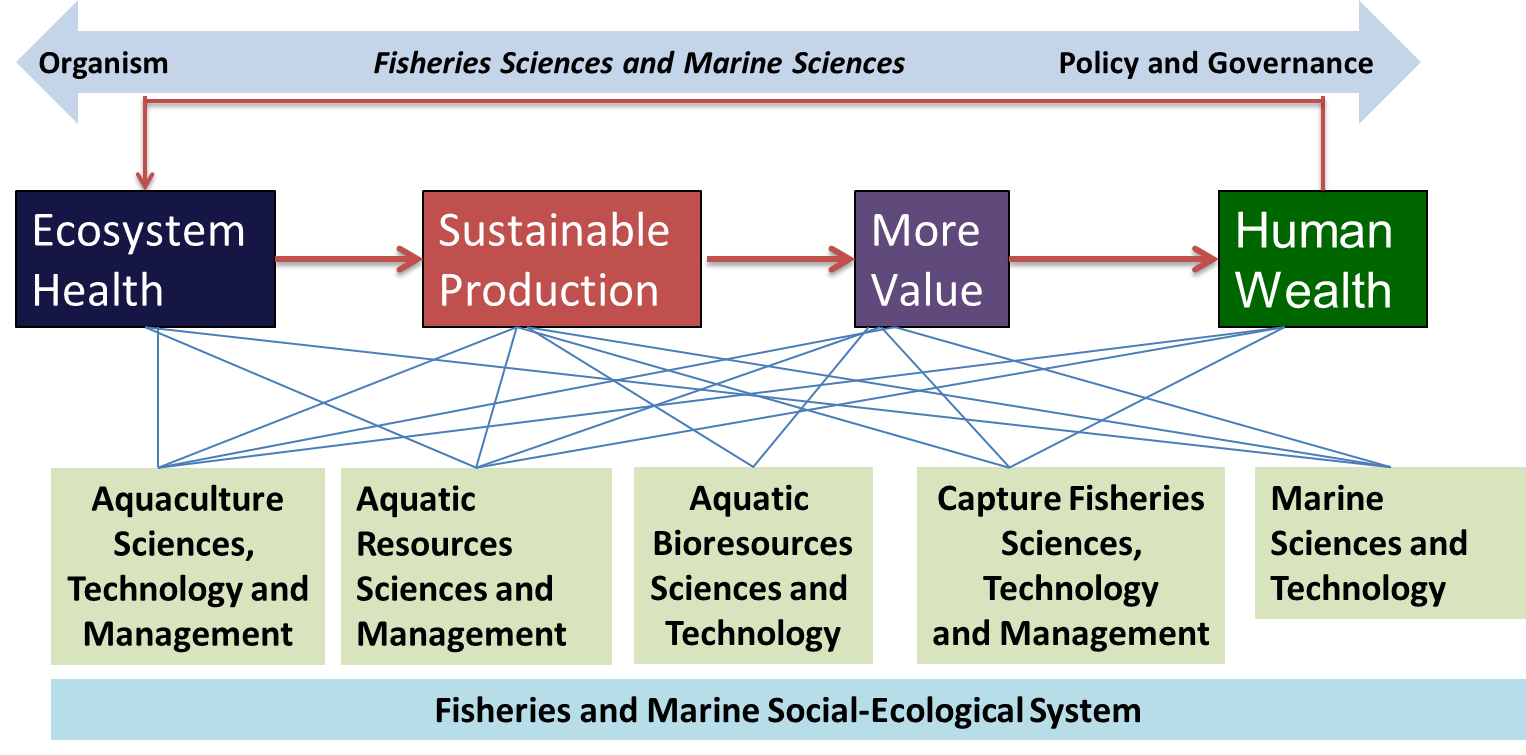 Organism
Fisheries Sciences and Marine Sciences
Policy and Governance
Ecosystem
Health
Sustainable
Production
More
Value
Human
Wealth
Aquaculture
Sciences,
Technology and
Management
Aquatic
Resources
Sciences and
Management
Aquatic
Bioresources
Sciences and
Technology
Capture Fisheries
Sciences,
Technology
and Management
Marine
Sciences and
Technology
Fisheries and Marine Social-Ecological System